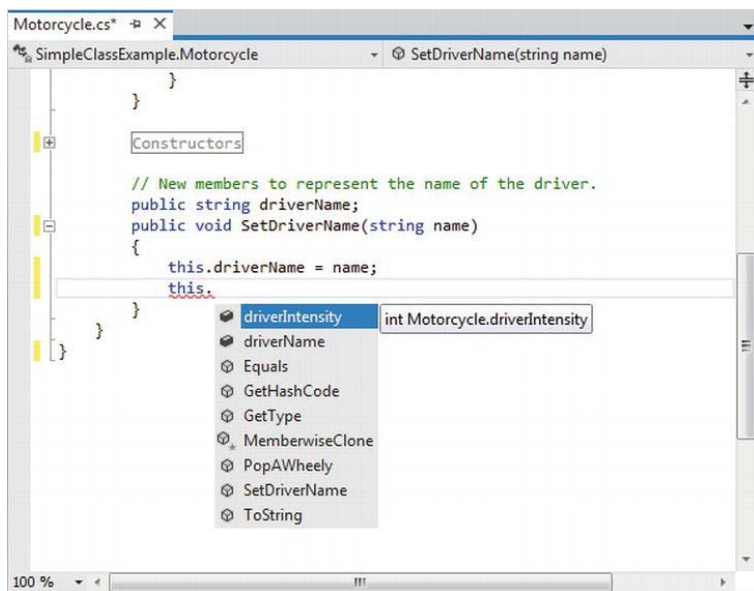 Motorcycle.cs*
SimpleClassExample.Motorcycle SetDriverName(string name)
}
}
Constructors
// New members to represent the name of the driver.
public string driverName;
public void SetDriverName(string name)
{
this.driverName = name;
this.
}
}
}
driverIntensity int Motorcycle.driverIntensity
driverName
Equals
GetHashCode
GetType
MemberwiseClone
PopAWheely
SetDriverName
ToString
100 %